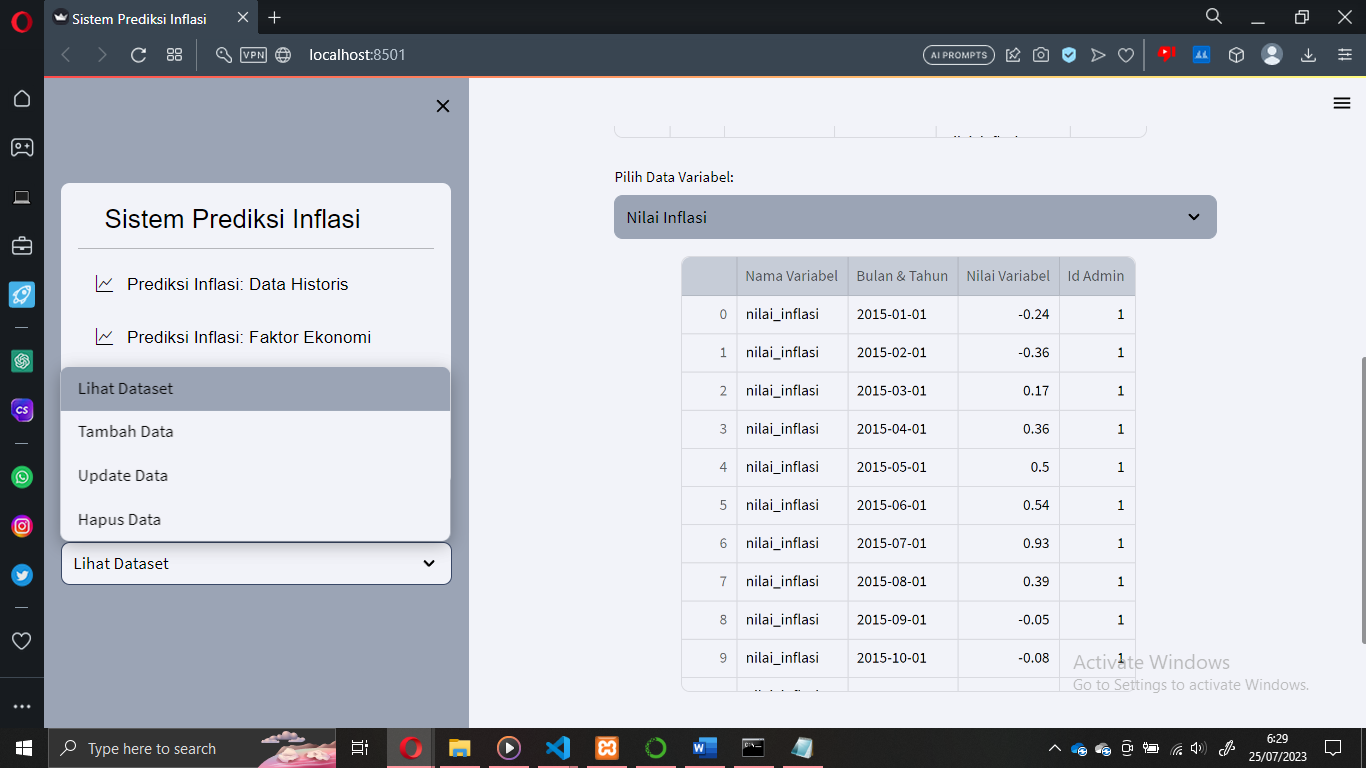 Sistem Prediksi Inflasi
VPN
localhost:8501
AI PROMPTS
Sistem Prediksi Inflasi
Prediksi Inflasi: Data Historis
Prediksi Inflasi: Faktor Ekonomi
Lihat Dataset
Tambah Data
Update Data
Hapus Data
Lihat Dataset
CS
Pilih Data Variabel:
Nilai Inflasi
Nama Variabel Bulan & Tahun Nilai Variabel Id Admin
0 nilai_inflasi 2015-01-01 -0.24 1
1 nilai_inflasi 2015-02-01 -0.36 1
2 nilai_inflasi 2015-03-01 0.17 1
3 nilai_inflasi 2015-04-01 0.36 1
4 nilai_inflasi 2015-05-01 0.5 1
5 nilai_inflasi 2015-06-01 0.54 1
6 nilai_inflasi 2015-07-01 0.93 1
7 nilai_inflasi 2015-08-01 0.39 1
8 nilai_inflasi 2015-09-01 -0.05 1
9 nilai_inflasi 2015-10-01 -0.08 1
Activate Windows
Go to Settings to activate Windows.
Type here to search
6:29
25/07/2023